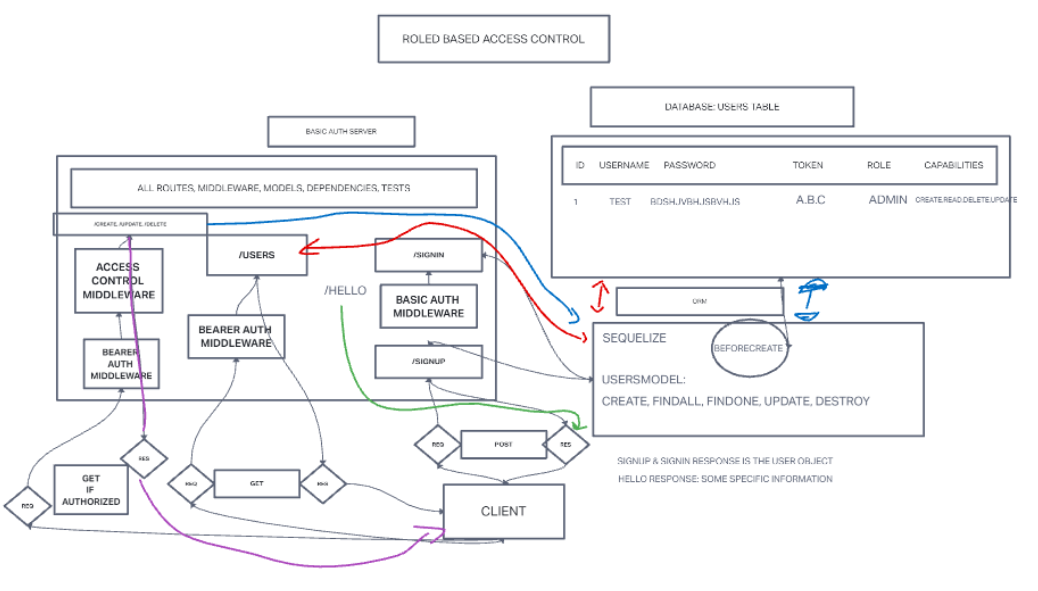 ROLED BASED ACCESS CONTROL
DATABASE: USERS TABLE
BASIC AUTH SERVER
ID USERNAME PASSWORD TOKEN ROLE CAPABILITIES
1 TEST BDSHJVBHJSBVHJS A.B.C ADMIN CREATE,READ,DELETE,UPDATE
ALL ROUTES, MIDDLEWARE, MODELS, DEPENDENCIES, TESTS
/CREATE, /UPDATE, /DELETE
/USERS
/SIGNIN
ACCESS
CONTROL
MIDDLEWARE
/HELLO
BASIC AUTH
MIDDLEWARE
ORM
BEARER AUTH
MIDDLEWARE
SEQUELIZE
BEFORECREATE
BEARER
AUTH
MIDDLEWARE
/SIGNUP
USERSMODEL:
CREATE, FINDALL, FINDONE, UPDATE, DESTROY
REQ
POST
RES
RES
SIGNUP & SIGNIN RESPONSE IS THE USER OBJECT
HELLO RESPONSE: SOME SPECIFIC INFORMATION
GET
IF
AUTHORIZED
REQ
GET
RES
REQ
CLIENT